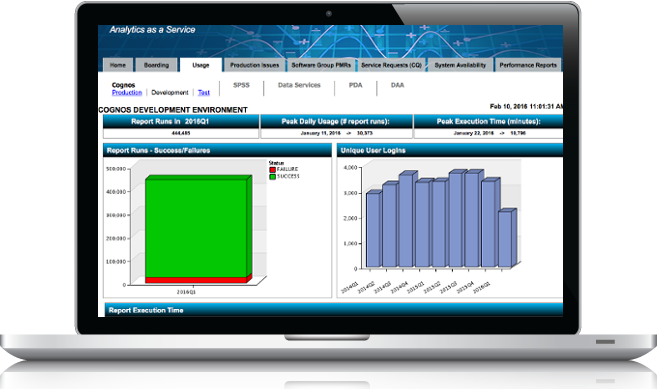 Analytics as a Service
Home Boarding Usage Production Issues Software Group PMRs Service Requests (CQ) System Availability Performance Reports
Cognos SPSS Data Services PDA DAA
Production Development Test
Feb 10, 2016 11:01:31 AM
COGNOS DEVELOPMENT ENVIRONMENT
Report Runs in 2016Q1 Peak Daily Usage (# report runs): Peak Execution Time (minutes):
444,485 January 11, 2016 -> 30,373 January 22, 2016 -> 18,796
Report Runs - Success/Failures Unique User Logins
Status
FAILURE
SUCCESS
500,000
400,000
300,000
200,000
100,000
0
2016Q1
4,000
3,000
2,000
1,000
0
2014Q1 2014Q2 2014Q3 2014Q4 2015Q1 2015Q2 2015Q3 2015Q4 2016Q1
Report Execution Time